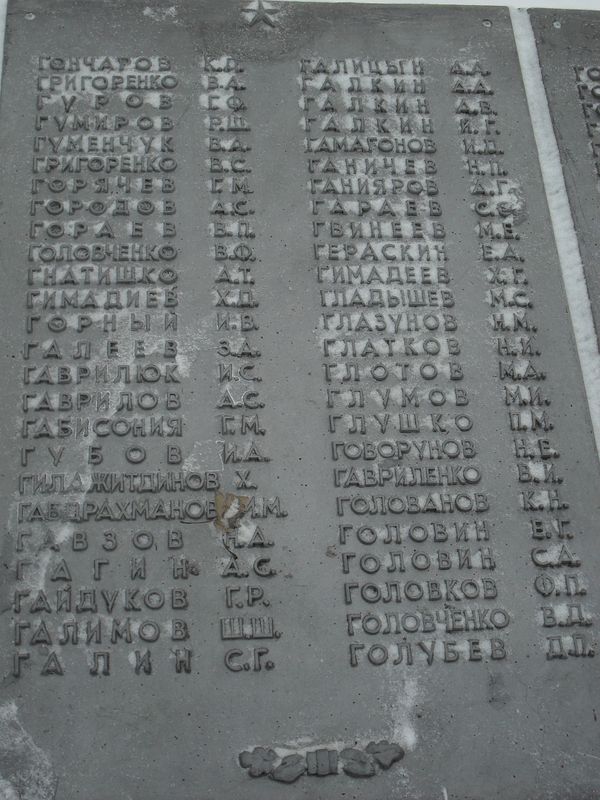 ГОНЧАРОВ К.П.
ГРИГОРЕНКО В.А.
ГУРОВ Г.Ф.
ГУМИРОВ Р.Ш.
ГУМЕНЧУК В.А.
ГРИГОРЕНКО В.С.
ГОРЯЧЕВ Г.М.
ГОРОДОВ А.С.
ГОРАЕВ В.П.
ГОЛОВЧЕНКО В.Ф.
ГНАТИШКО А.Т.
ГИМАДИЕВ Х.Д.
ГОРНЫЙ И.В.
ГАЛЕЕВ З.А.
ГАВРИЛЮК И.С.
ГАВРИЛОВ А.С.
ГАБИСОНИЯ Г.М.
ГУБОВ И.А.
ГИЛАЖИТДИНОВ Х.
ГАБДРАХМАНОВ И.М.
ГАВЗОВ Н.А.
ГАГИН А.С.
ГАЙДУКОВ Г.Р.
ГАЛИМОВ Ш.Ш.
ГАЛИН С.Г.
ГАЛИЦЫН А.А.
ГАЛКИН А.А.
ГАЛКИН А.В.
ГАЛКИН И.Г.
ГАМАГОНОВ И.Д.
ГАНИЧЕВ Н.П.
ГАНИЯРОВ А.Г.
ГАРАЕВ С.
ГВИНЕЕВ М.Е.
ГЕРАСКИН Е.А.
ГИМАДЕЕВ Х.Г.
ГЛАДЫШЕВ М.С.
ГЛАЗУНОВ Н.М.
ГЛАТКОВ Н.И.
ГЛОТОВ М.А.
ГЛУМОВ М.И.
ГЛУШКО П.М.
ГОВОРУНОВ Н.Е.
ГАВРИЛЕНКО В.И.
ГОЛОВАНОВ К.Н.
ГОЛОВИН Е.Г.
ГОЛОВИН С.А.
ГОЛОВКОВ Ф.П.
ГОЛОВЧЕНКО В.Д.
ГОЛУБЕВ Д.П.